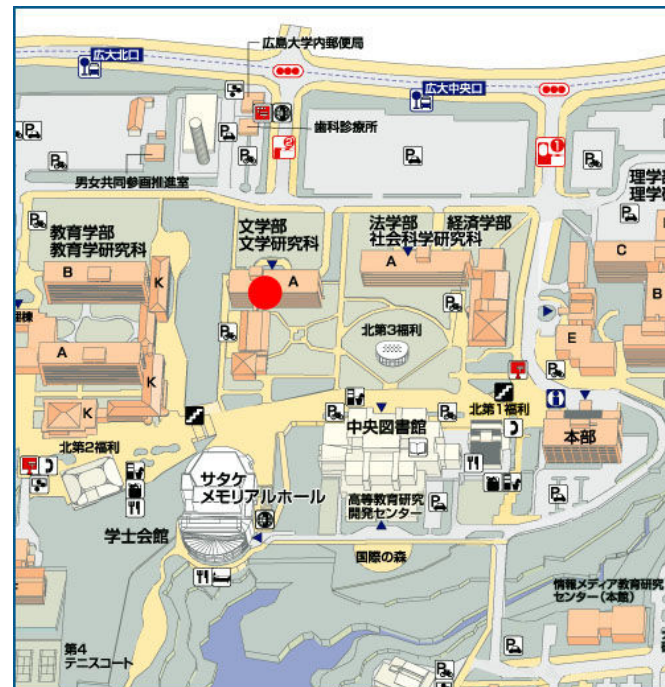 広島大学内郵便局
広大北口
広大中央口
歯科診療所
2
1
男女共同参画推進室
理学部
教育学部
教育学研究科
文学部
文学研究科
法学部 経済学部
社会科学研究科
B
K
A
A
C
B
E
北第3福利
A
K
K
K
北第1福利
北第2福利
中央図書館
本部
サタケ
メモリアルホール
高等教育研究
開発センター
学士会館
国際の森
情報メディア教育研究
センター(本館)
第4
テニスコート